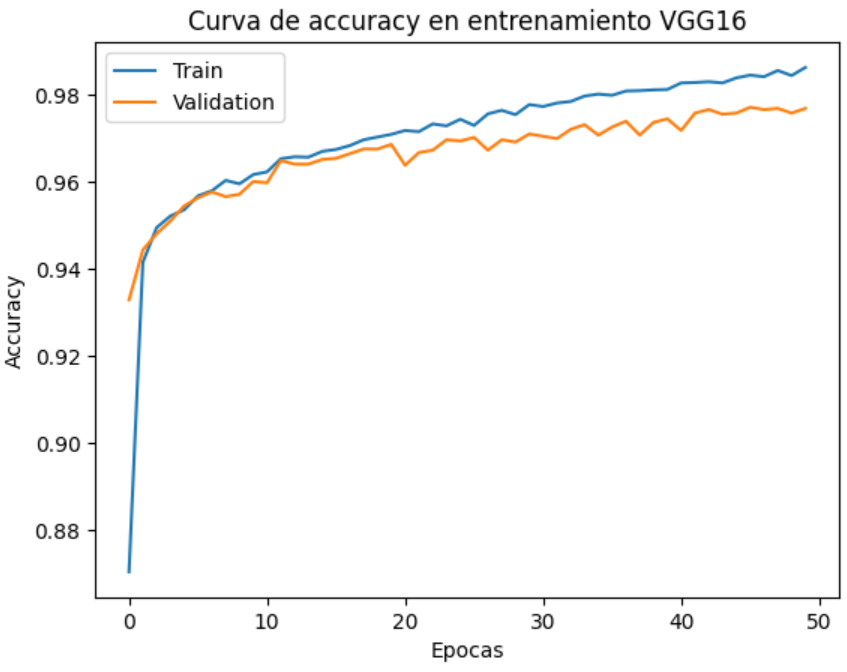 Curva de accuracy en entrenamiento VGG16
Train
Validation
0.98
0.96
0.94
0.92
0.90
0.88
Accuracy
0 10 20 30 40 50
Epocas